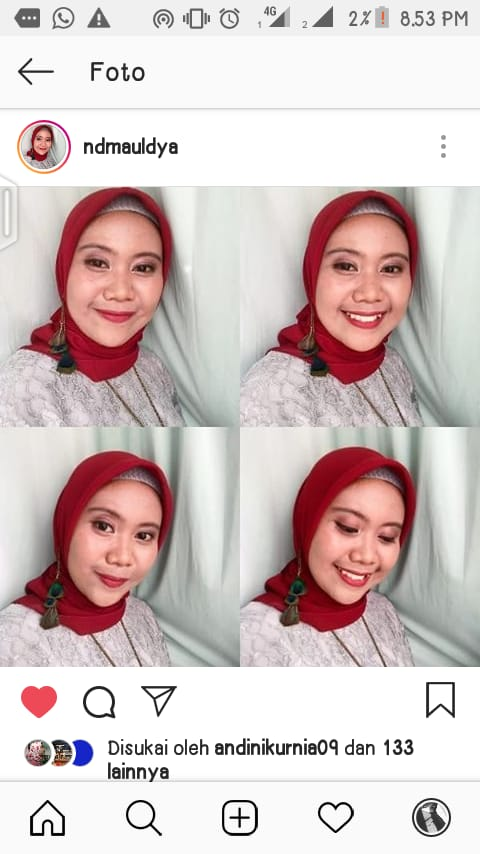 4G
1 2 2% 8.53 PM
Foto
ndmauldya
Disukai oleh andinikurnia09 dan 133
lainnya